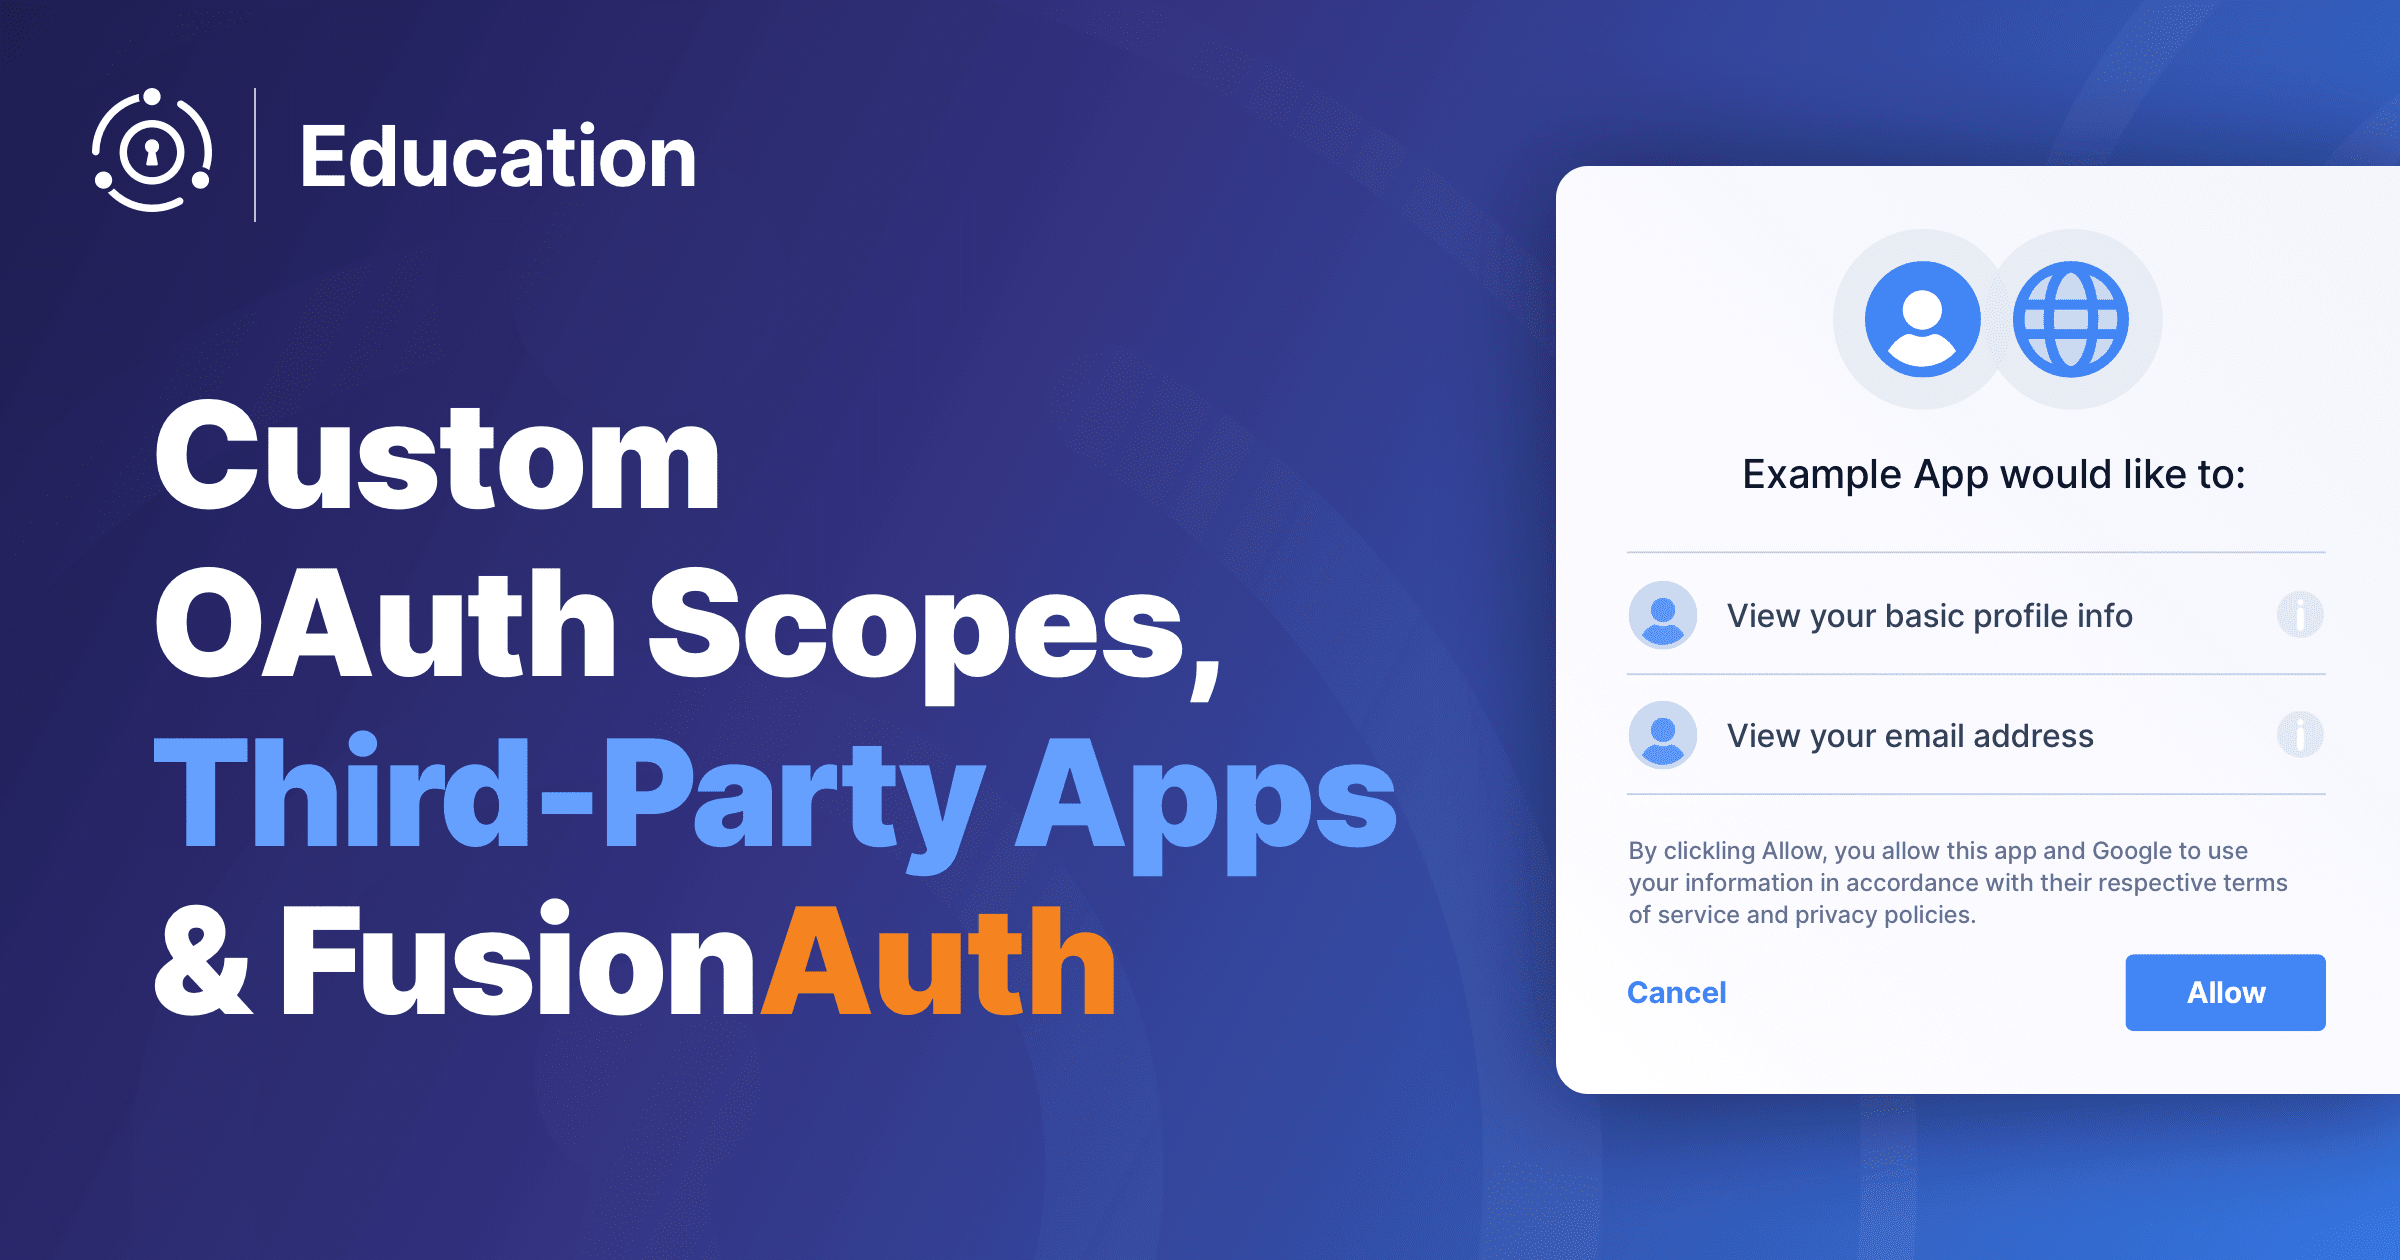 Education
Custom
OAuth Scopes,
Third-Party Apps
& FusionAuth
Example App would like to:
View your basic profile info
View your email address
By clickling Allow, you allow this app and Google to use
your information in accordance with their respective terms
of service and privacy policies.
Cancel
Allow